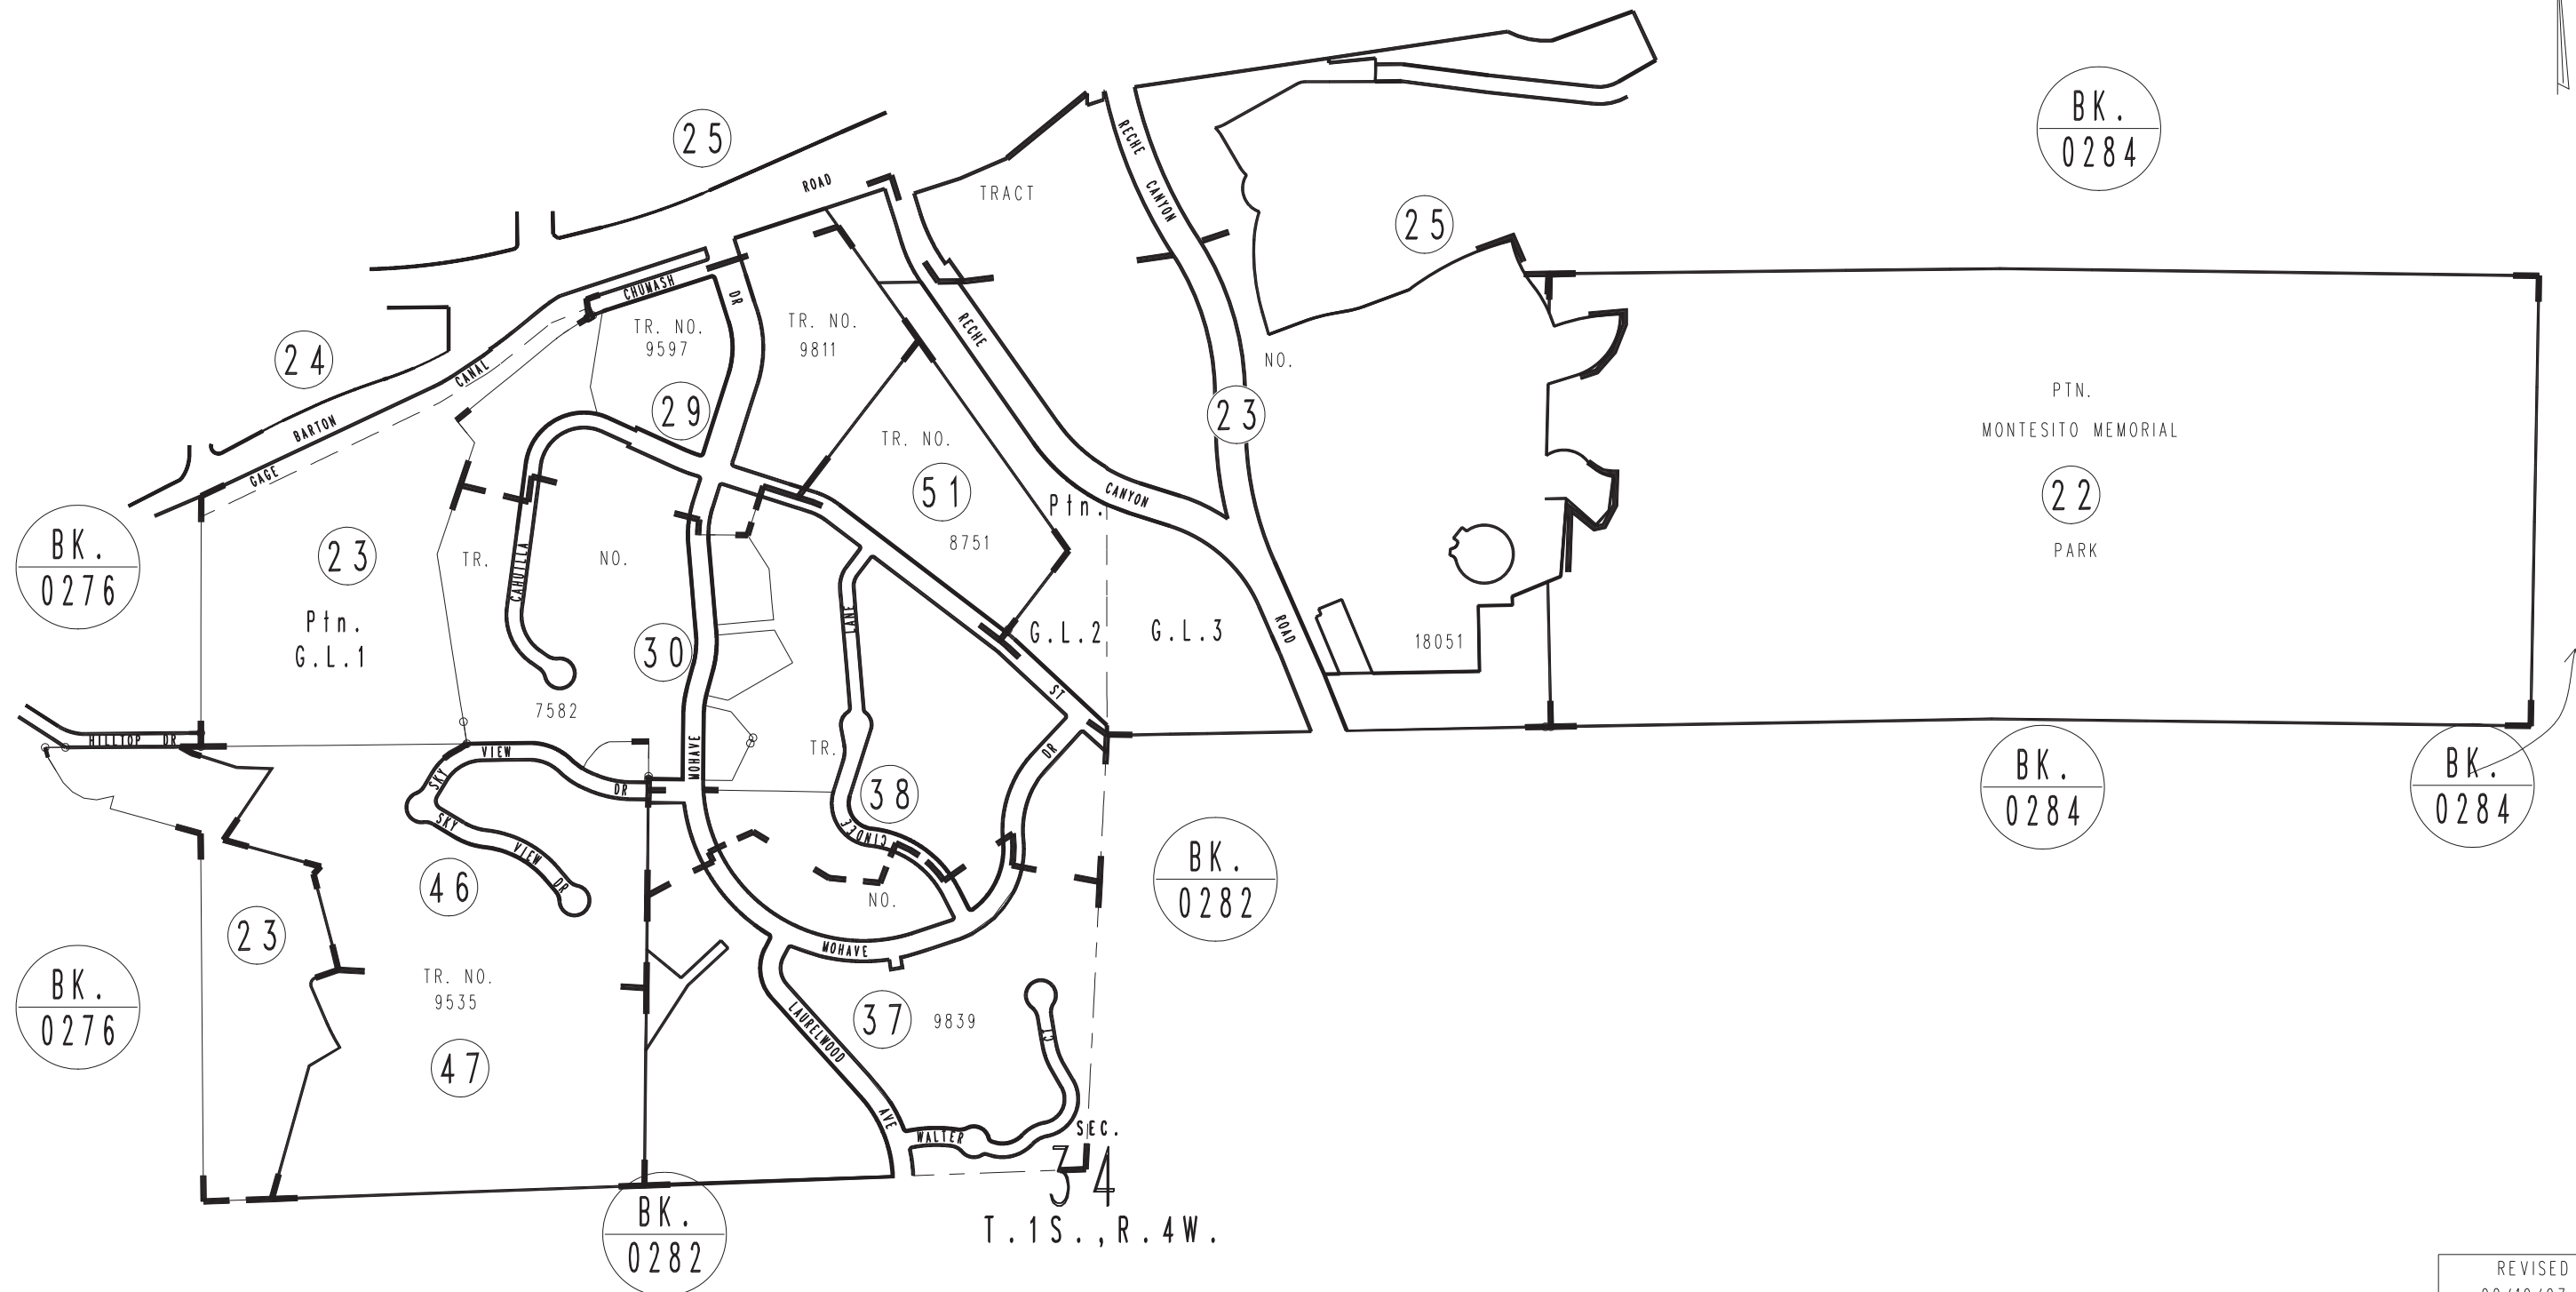 BK.
0284
25
ROAD
TRACT
RECHE
CANYON
25
CHUMASH
DR
TR. NO.
9597
TR. NO.
9811
RECHE
NO.
24
CANAL
BARTON
GAGE
29
23
PTN.
MONTESITO MEMORIAL
22
PARK
TR. NO.
51
8751
Ptn.
CANYON
BK.
0276
23
Ptn.
G.L.1
TR.
NO.
CAHUILLA
30
LANE
G.L.2
G.L.3
ROAD
18051
7582
ST
HILLTOP DR
VIEW
SKY
DR
MOHAVE
TR.
DR
38
CINDEE
SKY
VIEW
DR
46
NO.
BK.
0282
BK.
0284
BK.
0284
23
BK.
0276
TR. NO.
9535
47
MOHAVE
LAURELWOOD
AVE
37
9839
CT
WALTER
SEC.
34
T.1S.,R.4W.
BK.
0282
REVISED